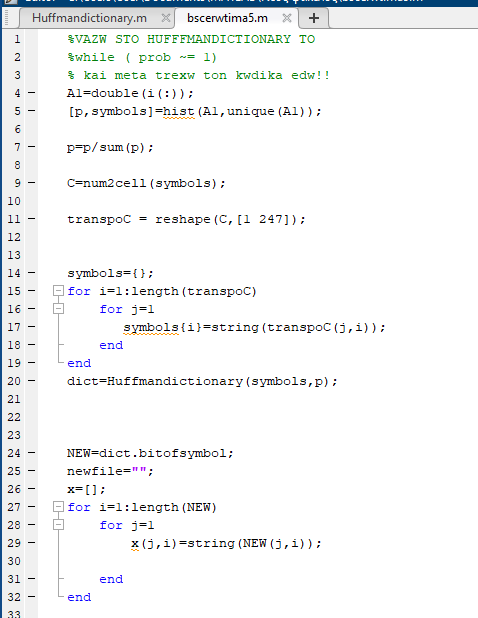 Huffmandictionary.m bscerwtima5.m
1 %VAZW STO HUFFFMANDICTIONARY TO
2 %while ( prob ~= 1)
3 % kai meta trexw ton kwdika edw!!
4 A1=double(i(:));
5 [p,symbols]=hist(A1,unique(A1));
6
7 p=p/sum(p);
8
9 C=num2cell(symbols);
10
11 transpoC = reshape(C,[1 247]);
12
13
14 symbols={};
15 for i=1:length(transpoC)
16 for j=1
17 symbols{i}=string(transpoC(j,i));
18 end
19 end
20 dict=Huffmandictionary(symbols,p);
21
22
23
24 NEW=dict.bitofsymbol;
25 newfile="";
26 x=[];
27 for i=1:length(NEW)
28 for j=1
29 x(j,i)=string(NEW(j,i));
30
31 end
32 end
33